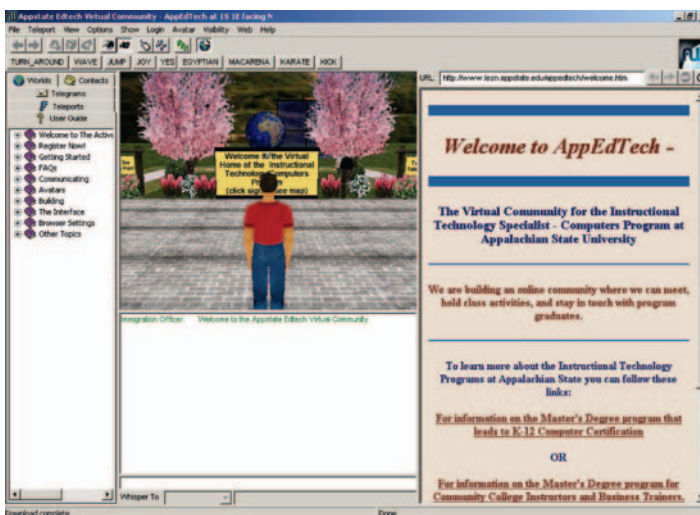 Appstate Edtech Virtual Community - AppEdTech at 1S 1E facing N
File Teleport View Options Show Login Avatar Visibility Web Help
TURN_AROUND WAVE JUMP JOY YES EGYPTIAN MACARENA KARATE KICK
Worlds Contacts
Telegrams
Teleports
User Guide
Welcome to The Active
Register Now!
Getting Started
FAQs
Communicating
Avatars
Building
The Interface
Browser Settings
Other Topics
Welcome to the Virtual
Home of the Instructional
Technology/Computers
Program
(click sign see map)
Immigration Officer: Welcome to the Appstate Edtech Virtual Community
Whisper To
URL: http://www.lesn.appstate.edu/appedtech/welcome.htm
Welcome to AppEdTech -
The Virtual Community for the Instructional
Technology Specialist - Computers Program at
Appalachian State University
We are building an online community where we can meet,
hold class activities, and stay in touch with program
graduates.
To learn more about the Instructional Technology
Programs at Appalachian State you can follow these
links:
For information on the Master's Degree program that
leads to K-12 Computer Certification
OR
For information on the Master's Degree program for
Community College Instructors and Business Trainers.
Download complete
Done